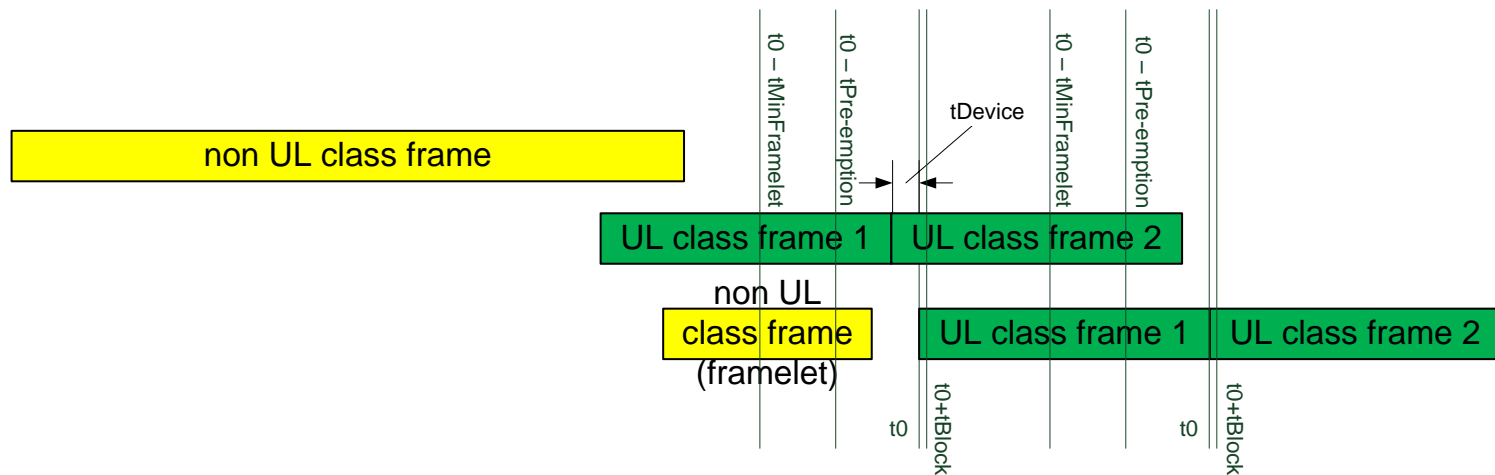 t0 – tMinFramelet
t0 – tPre-emption
t0 – tMinFramelet
t0 – tPre-emption
tDevice
non UL class frame
UL class frame 1
UL class frame 2
non UL
class frame
(framelet)
UL class frame 1
UL class frame 2
t0
t0+tBlock
t0
t0+tBlock